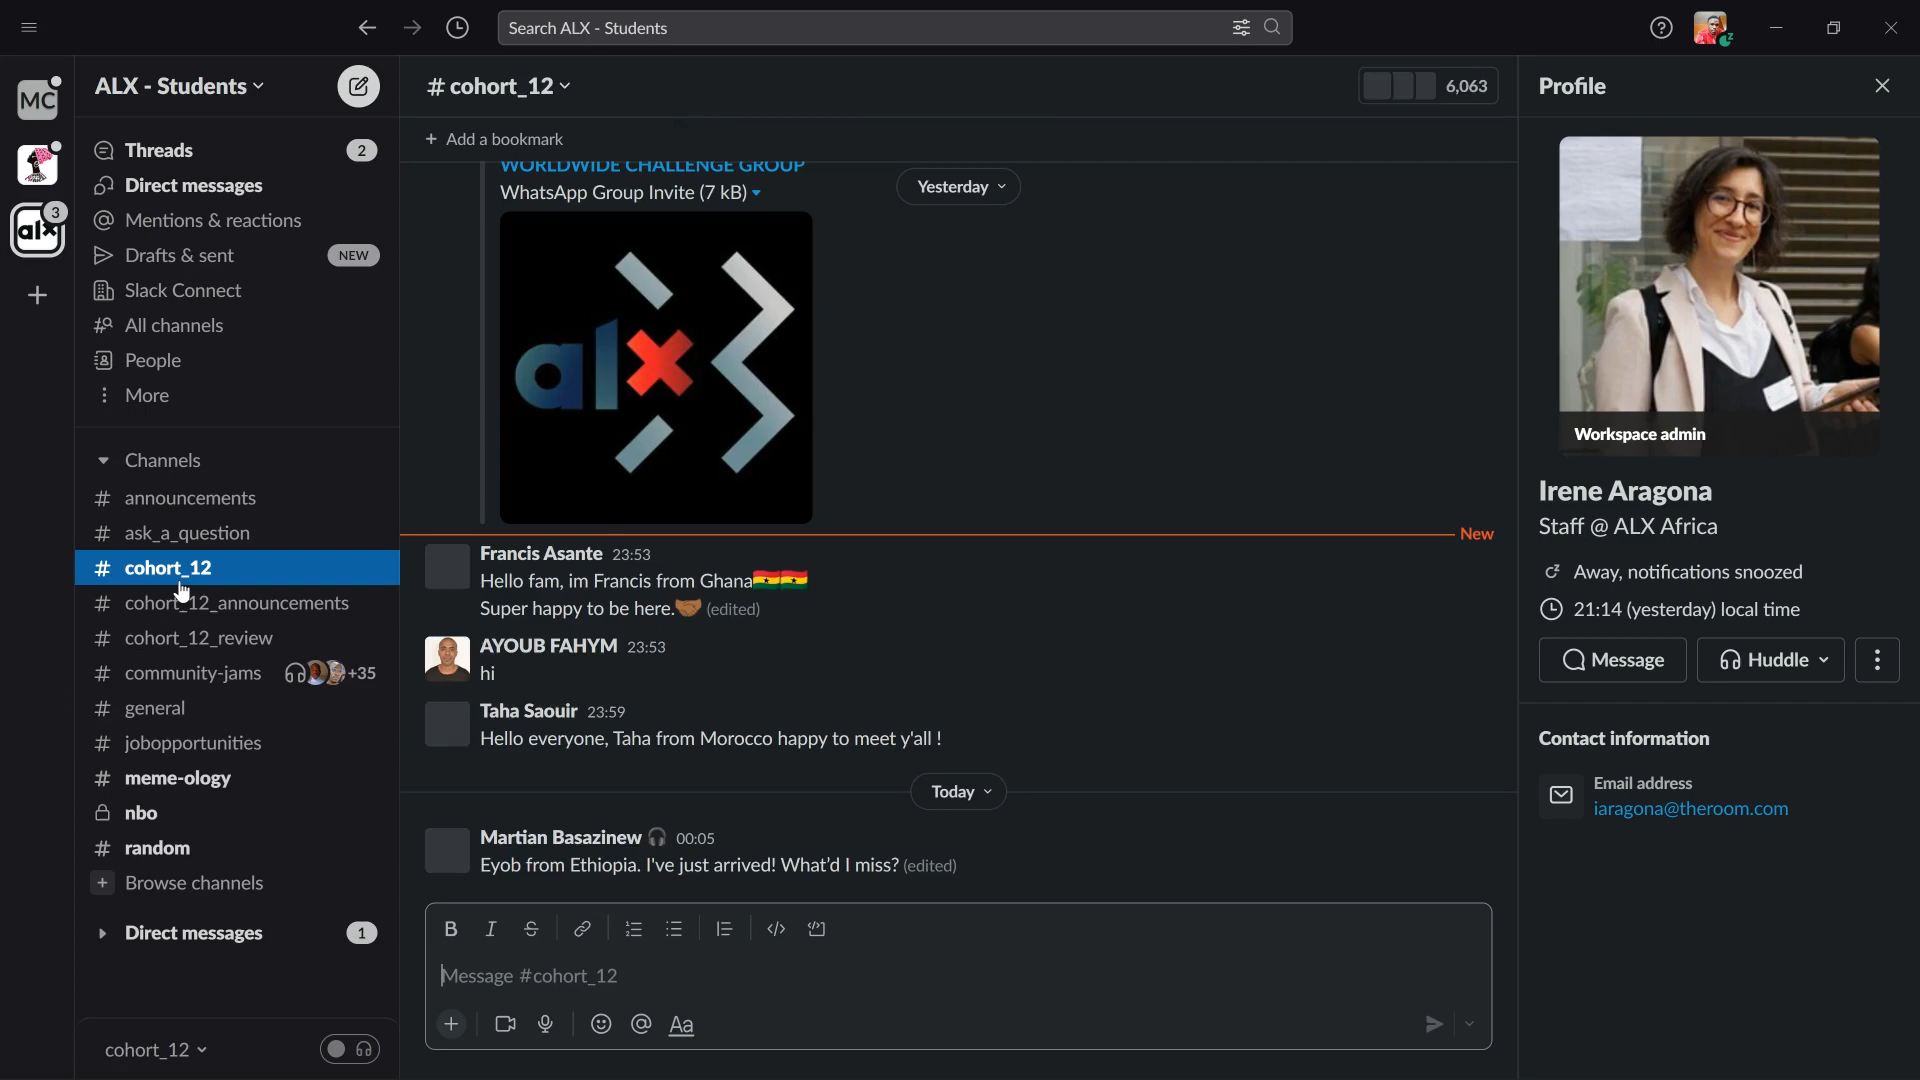 Search ALX - Students
MC
alx
3
ALX - Students
Threads 2
Direct messages
Mentions & reactions
Drafts & sent NEW
Slack Connect
All channels
People
More
Channels
# announcements
# ask_a_question
# cohort_12
# cohort_12_announcements
# cohort_12_review
# community-jams +35
# general
# jobopportunities
# meme-ology
nbo
# random
+ Browse channels
Direct messages 1
cohort_12
# cohort_12
6,063
+ Add a bookmark
WORLDWIDE CHALLENGE GROUP
WhatsApp Group Invite (7 kB)
Yesterday
alx
New
Francis Asante 23:53
Hello fam, im Francis from Ghana
Super happy to be here. (edited)
AYOUB FAHYM 23:53
hi
Taha Saouir 23:59
Hello everyone, Taha from Morocco happy to meet y'all !
Today
Martian Basazinew 00:05
Eyob from Ethiopia. I've just arrived! What'd I miss? (edited)
B I S
Message #cohort_12
+ @ Aa
Profile
Workspace admin
Irene Aragona
Staff @ ALX Africa
Away, notifications snoozed
21:14 (yesterday) local time
Message
Huddle
Contact information
Email address
iaragona@theroom.com